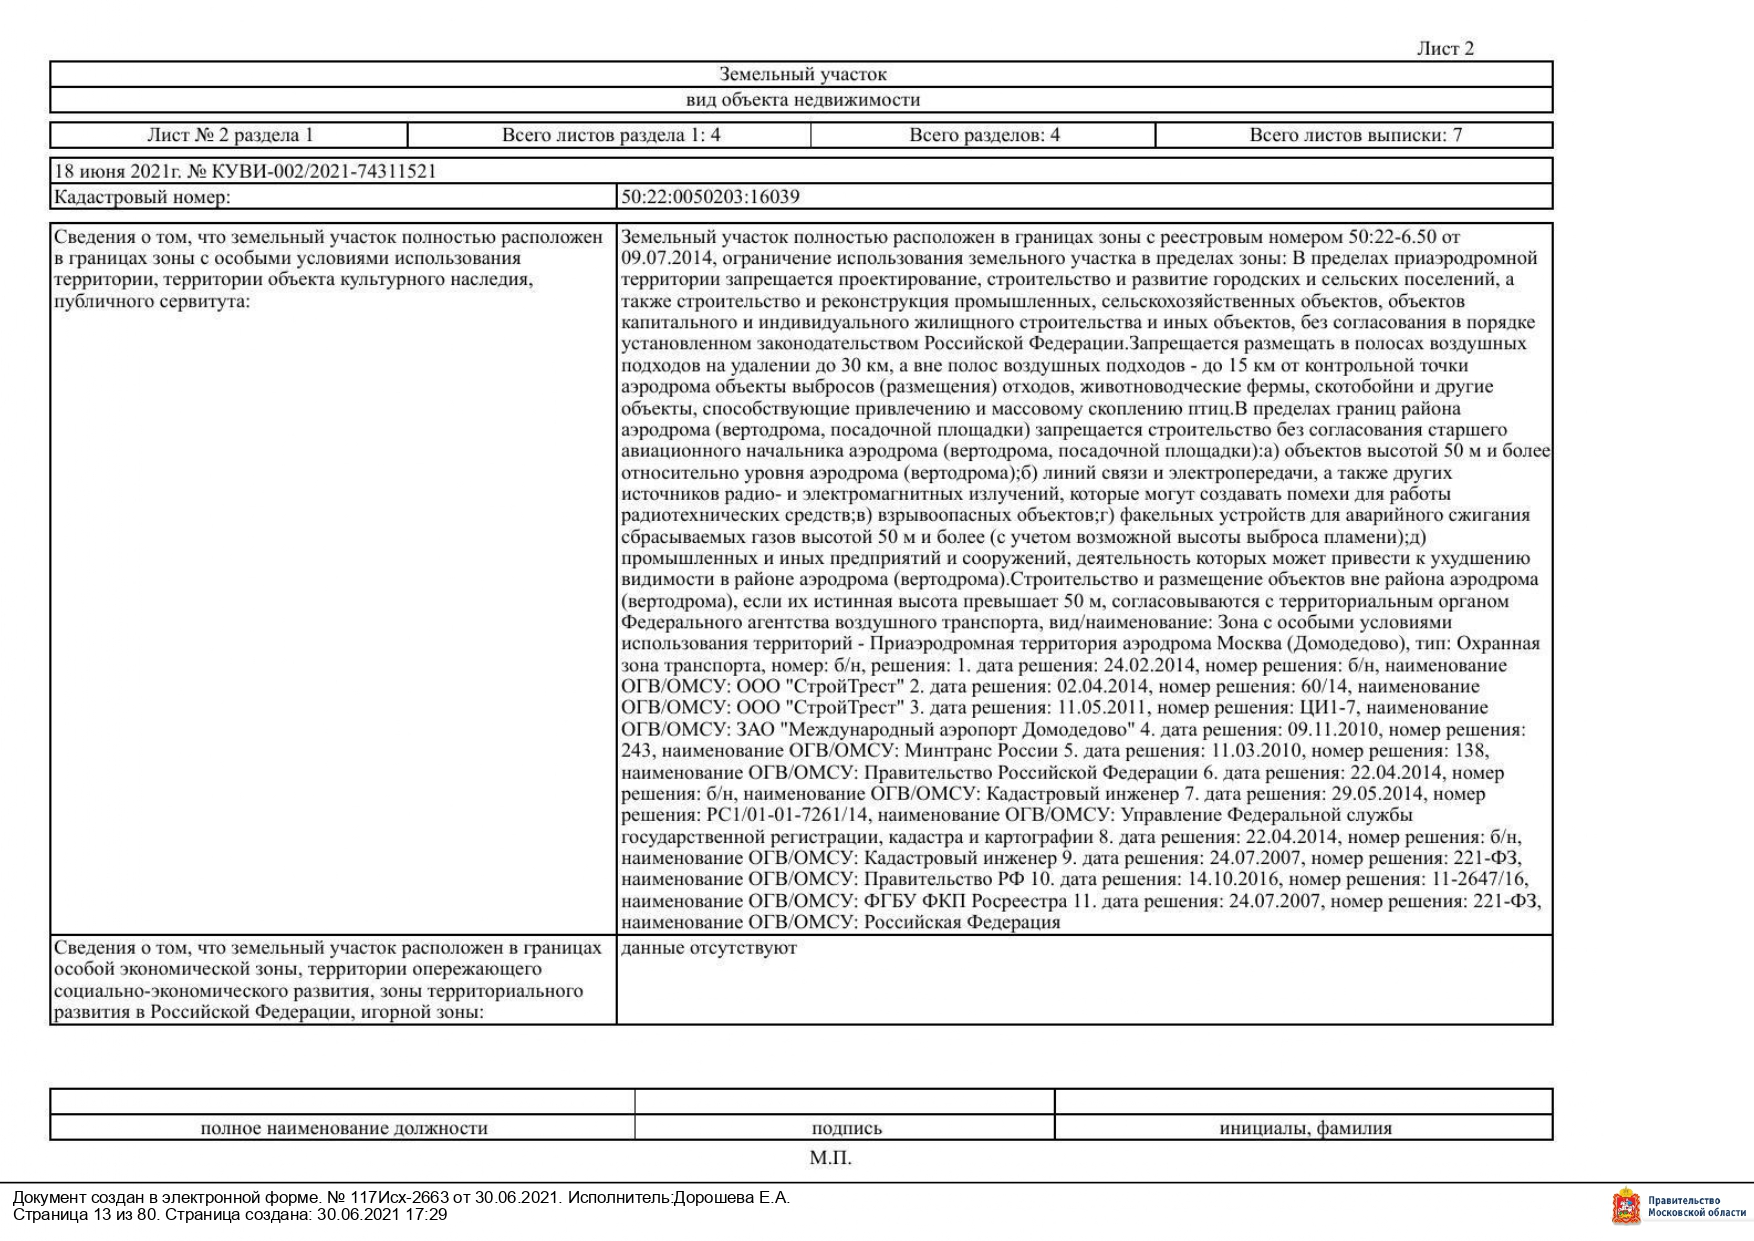 Лист 2
Земельный участок
вид объекта недвижимости
Лист № 2 раздела 1
Всего листов раздела 1: 4
Всего разделов: 4
Всего листов выписки: 7
18 июня 2021г. № КУВИ-002/2021-74311521
Кадастровый номер:
50:22:0050203:16039
Сведения о том, что земельный участок полностью расположен
в границах зоны с особыми условиями использования
территории, территории объекта культурного наследия,
публичного сервитута:
Земельный участок полностью расположен в границах зоны с реестровым номером 50:22-6.50 от
09.07.2014, ограничение использования земельного участка в пределах зоны: В пределах приаэродромной
территории запрещается проектирование, строительство и развитие городских и сельских поселений, а
также строительство и реконструкция промышленных, сельскохозяйственных объектов, объектов
капитального и индивидуального жилищного строительства и иных объектов, без согласования в порядке
установленном законодательством Российской Федерации.Запрещается размещать в полосах воздушных
подходов на удалении до 30 км, а вне полос воздушных подходов - до 15 км от контрольной точки
аэродрома объекты выбросов (размещения) отходов, животноводческие фермы, скотобойни и другие
объекты, способствующие привлечению и массовому скоплению птиц.В пределах границ района
аэродрома (вертодрома, посадочной площадки) запрещается строительство без согласования старшего
авиационного начальника аэродрома (вертодрома, посадочной площадки):а) объектов высотой 50 м и более
относительно уровня аэродрома (вертодрома);б) линий связи и электропередачи, а также других
источников радио- и электромагнитных излучений, которые могут создавать помехи для работы
радиотехнических средств;в) взрывоопасных объектов;г) факельных устройств для аварийного сжигания
сбрасываемых газов высотой 50 м и более (с учетом возможной высоты выброса пламени);д)
промышленных и иных предприятий и сооружений, деятельность которых может привести к ухудшению
видимости в районе аэродрома (вертодрома).Строительство и размещение объектов вне района аэродрома
(вертодрома), если их истинная высота превышает 50 м, согласовываются с территориальным органом
Федерального агентства воздушного транспорта, вид/наименование: Зона с особыми условиями
использования территорий - Приаэродромная территория аэродрома Москва (Домодедово), тип: Охранная
зона транспорта, номер: б/н, решения: 1. дата решения: 24.02.2014, номер решения: б/н, наименование
ОГВ/ОМСУ: ООО "СтройТрест" 2. дата решения: 02.04.2014, номер решения: 60/14, наименование
ОГВ/ОМСУ: ООО "СтройТрест" 3. дата решения: 11.05.2011, номер решения: ЦИ1-7, наименование
ОГВ/ОМСУ: ЗАО "Международный аэропорт Домодедово" 4. дата решения: 09.11.2010, номер решения:
243, наименование ОГВ/ОМСУ: Минтранс России 5. дата решения: 11.03.2010, номер решения: 138,
наименование ОГВ/ОМСУ: Правительство Российской Федерации 6. дата решения: 22.04.2014, номер
решения: б/н, наименование ОГВ/ОМСУ: Кадастровый инженер 7. дата решения: 29.05.2014, номер
решения: РС1/01-01-7261/14, наименование ОГВ/ОМСУ: Управление Федеральной службы
государственной регистрации, кадастра и картографии 8. дата решения: 22.04.2014, номер решения: б/н,
наименование ОГВ/ОМСУ: Кадастровый инженер 9. дата решения: 24.07.2007, номер решения: 221-ФЗ,
наименование ОГВ/ОМСУ: Правительство РФ 10. дата решения: 14.10.2016, номер решения: 11-2647/16,
наименование ОГВ/ОМСУ: ФГБУ ФКП Росреестра 11. дата решения: 24.07.2007, номер решения: 221-ФЗ,
наименование ОГВ/ОМСУ: Российская Федерация
Сведения о том, что земельный участок расположен в границах
особой экономической зоны, территории опережающего
социально-экономического развития, зоны территориального
развития в Российской Федерации, игорной зоны:
данные отсутствуют
полное наименование должности
подпись
инициалы, фамилия
М.П.
Документ создан в электронной форме. № 117Исх-2663 от 30.06.2021. Исполнитель:Дорошева Е.А.
Страница 13 из 80. Страница создана: 30.06.2021 17:29
Правительство
Московской области